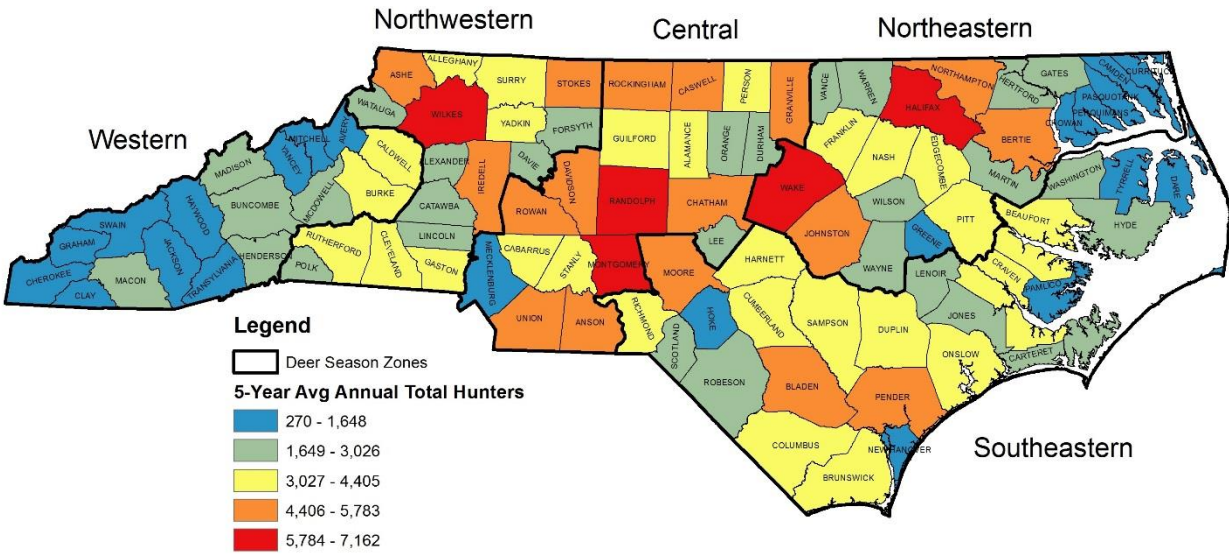 Northwestern
Central
Northeastern
Western
Southeastern
ALLEGHANY
ASHE
SURRY
STOKES
ROCKINGHAM
CASWELL
PERSON
GRANVILLE
VANCE
WARREN
NORTHAMPTON
HERTFORD
GATES
CAMDEN
CURRITUCK
PASQUOTANK
PERQUIMANS
CHOWAN
WATAUGA
WILKES
YADKIN
FORSYTH
GUILFORD
ALAMANCE
ORANGE
DURHAM
HALIFAX
BERTIE
FRANKLIN
NASH
EDGECOMBE
MARTIN
WASHINGTON
TYRRELL
DARE
MITCHELL
AVERY
YANCEY
CALDWELL
ALEXANDER
DAVIE
IREDELL
DAVIDSON
RANDOLPH
CHATHAM
WAKE
MADISON
BUNCOMBE
MCDOWELL
BURKE
CATAWBA
ROWAN
WILSON
PITT
BEAUFORT
HYDE
SWAIN
HAYWOOD
GRAHAM
JACKSON
HENDERSON
TRANSYLVANIA
CHEROKEE
MACON
CLAY
POLK
RUTHERFORD
CLEVELAND
LINCOLN
GASTON
MECKLENBURG
CABARRUS
STANLY
MONTGOMERY
MOORE
LEE
HARNETT
JOHNSTON
WAYNE
GREENE
LENOIR
CRAVEN
PAMLICO
JONES
CARTERET
UNION
ANSON
RICHMOND
SCOTLAND
HOKE
CUMBERLAND
SAMPSON
DUPLIN
ONSLOW
ROBESON
BLADEN
PENDER
COLUMBUS
BRUNSWICK
NEW HANOVER
Legend
Deer Season Zones
5-Year Avg Annual Total Hunters
270 - 1,648
1,649 - 3,026
3,027 - 4,405
4,406 - 5,783
5,784 - 7,162